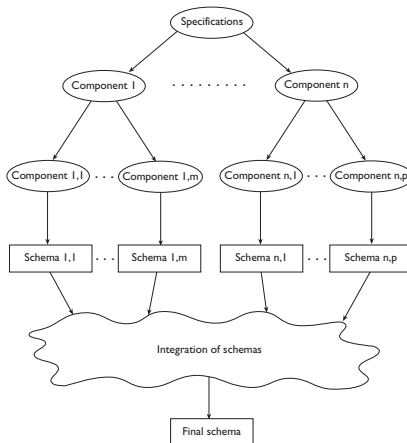 Specifications
Component 1 . . . . . . . . . Component n
Component 1,1 . . . Component 1,m Component n,1 . . . Component n,p
Schema 1,1 . . . Schema 1,m Schema n,1 . . . Schema n,p
Integration of schemas
Final schema